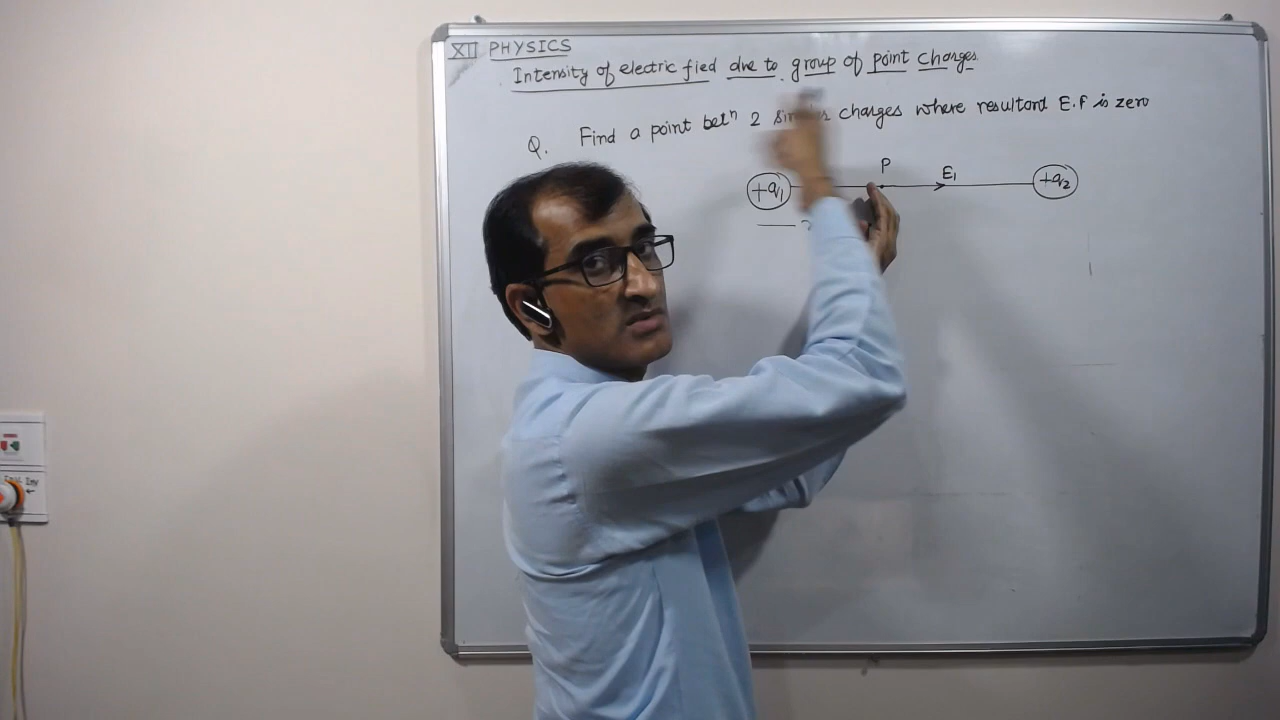 XII PHYSICS
Intensity of electric fied due to group of point charges
Q. Find a point betn 2 charges where resultant E.F is zero
P
+q1 E1 +q2